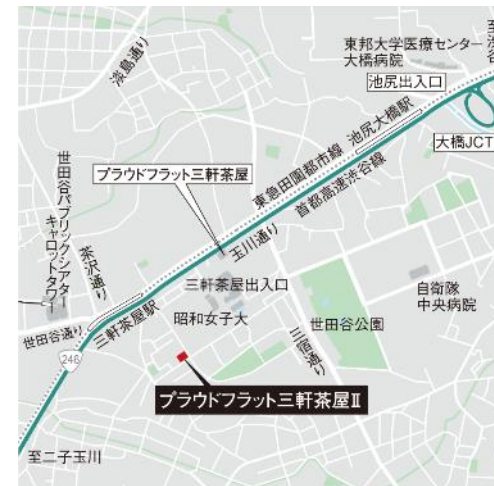 淡島通り
東邦大学医療センター
大橋病院
至渋谷
池尻出入口
池尻大橋駅
大橋JCT
東急田園都市線
首都高速渋谷線
プラウドフラット三軒茶屋
世田谷パブリックシアター
キャロットタワー
茶沢通り
玉川通り
三軒茶屋出入口
昭和女子大
自衛隊
中央病院
世田谷公園
三宿通り
世田谷通り
三軒茶屋駅
246
プラウドフラット三軒茶屋Ⅱ
至二子玉川